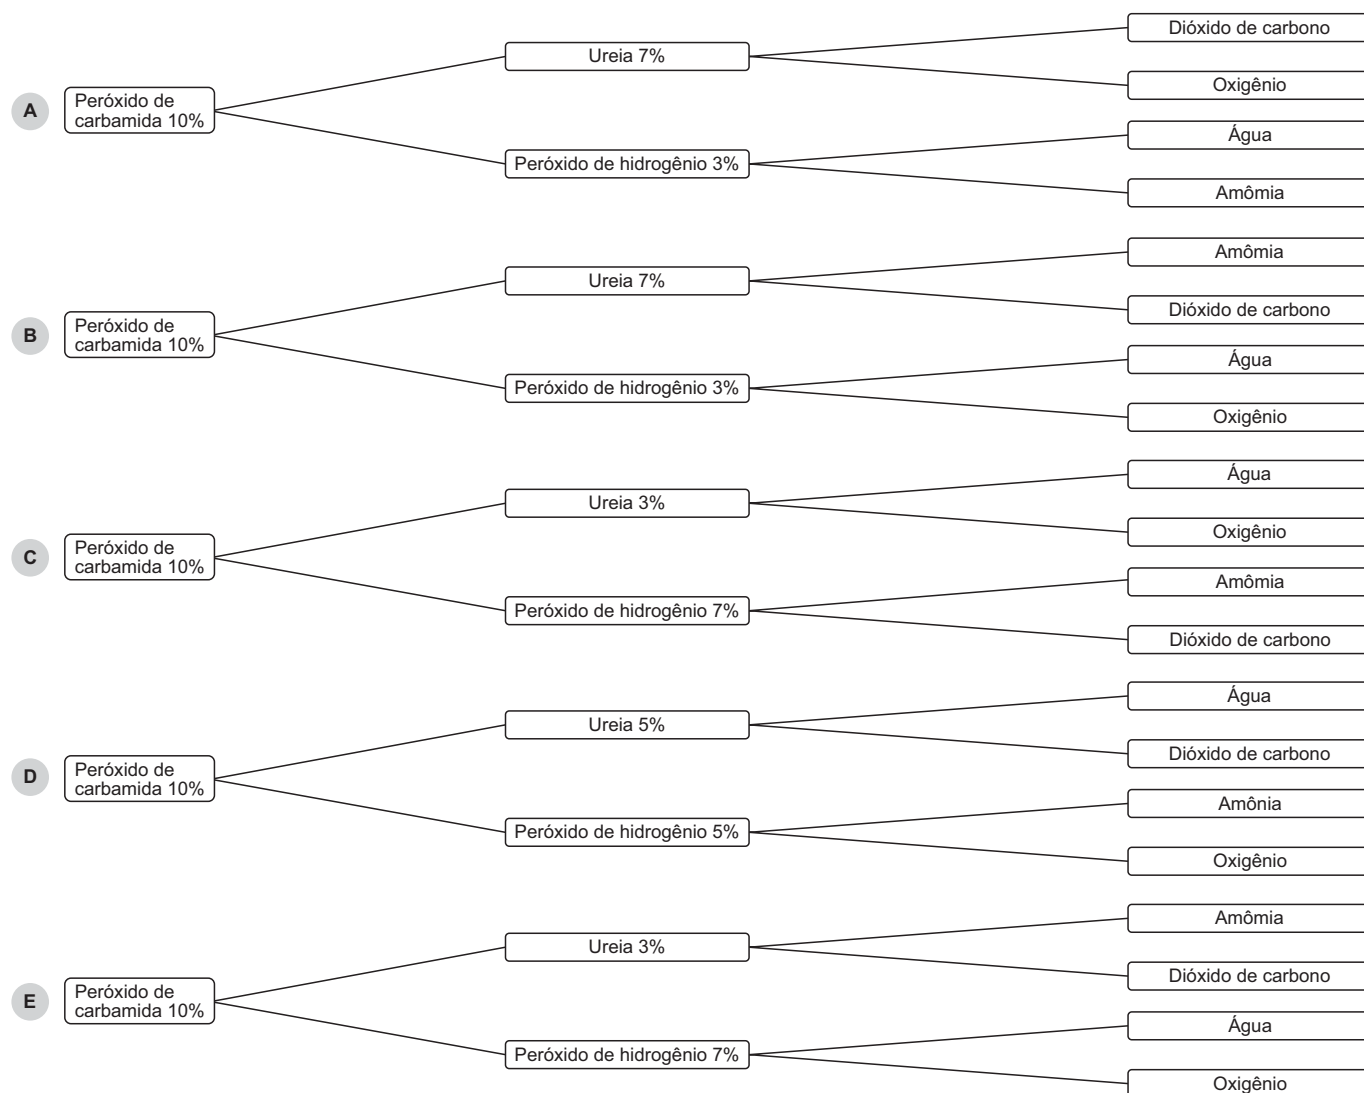 Dióxido de carbono
Ureia 7%
Oxigênio
A
Peróxido de
carbamida 10%
Água
Peróxido de hidrogênio 3%
Amômia
Amômia
Ureia 7%
Dióxido de carbono
B
Peróxido de
carbamida 10%
Água
Peróxido de hidrogênio 3%
Oxigênio
Água
Ureia 3%
Oxigênio
C
Peróxido de
carbamida 10%
Amômia
Peróxido de hidrogênio 7%
Dióxido de carbono
Água
Ureia 5%
Dióxido de carbono
D
Peróxido de
carbamida 10%
Amônia
Peróxido de hidrogênio 5%
Oxigênio
Amômia
Ureia 3%
Dióxido de carbono
E
Peróxido de
carbamida 10%
Água
Peróxido de hidrogênio 7%
Oxigênio